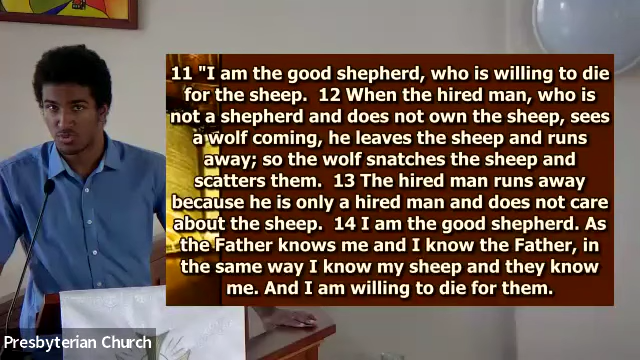 11 "I am the good shepherd, who is willing to die
for the sheep. 12 When the hired man, who is
not a shepherd and does not own the sheep, sees
a wolf coming, he leaves the sheep and runs
away; so the wolf snatches the sheep and
scatters them. 13 The hired man runs away
because he is only a hired man and does not care
about the sheep. 14 I am the good shepherd. As
the Father knows me and I know the Father, in
the same way I know my sheep and they know
me. And I am willing to die for them.
Presbyterian Church